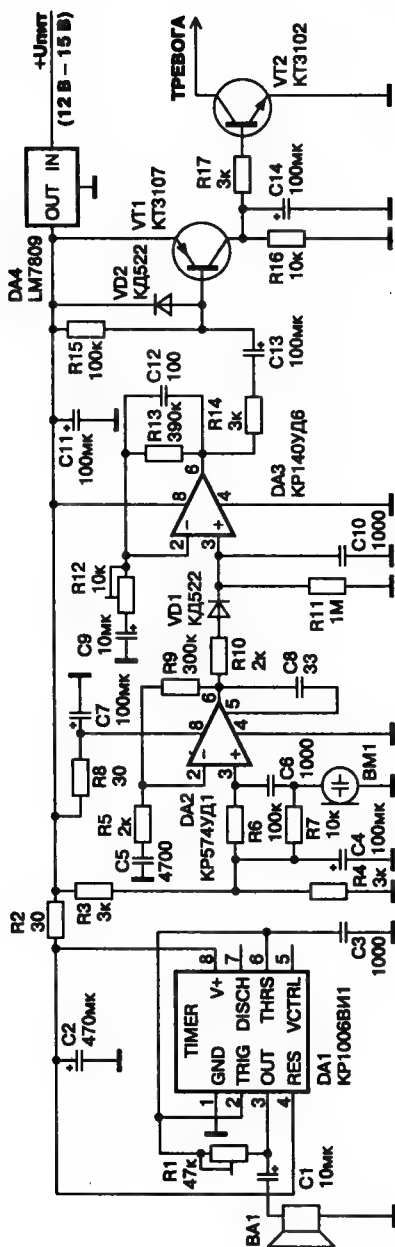 BA1
C1
10мк
R1
47к
C2
470мк
TIMER
1 GND
2 TRIG
3 OUT
4 RES
V+ 8
DISCH 7
THRS 6
VCTRL 5
DA1
КР1006ВИ1
C3
1000
R2
30
R3
3к
R4
3к
C4
100мк
R5
2к
C5
4700
R6
100к
R7
10к
C6
1000
BM1
R8
30
C7
100мк
DA2
КР574УД1
2
3
8
4
6
5
–
+
R9
300к
C8
33
R10
2к
VD1
КД522
R11
1М
C10
1000
C9
10мк
R12
10к
2
3
8
4
6
–
+
DA3
КР140УД6
R13
390к
C12
100
R14
3к
C13
100мк
C11
100мк
R15
100к
VD2
КД522
VT1
КТ3107
R16
10к
C14
100мк
R17
3к
VT2
КТ3102
ТРЕВОГА
DA4
LM7809
OUT IN
+Uпит
(12 В – 15 В)